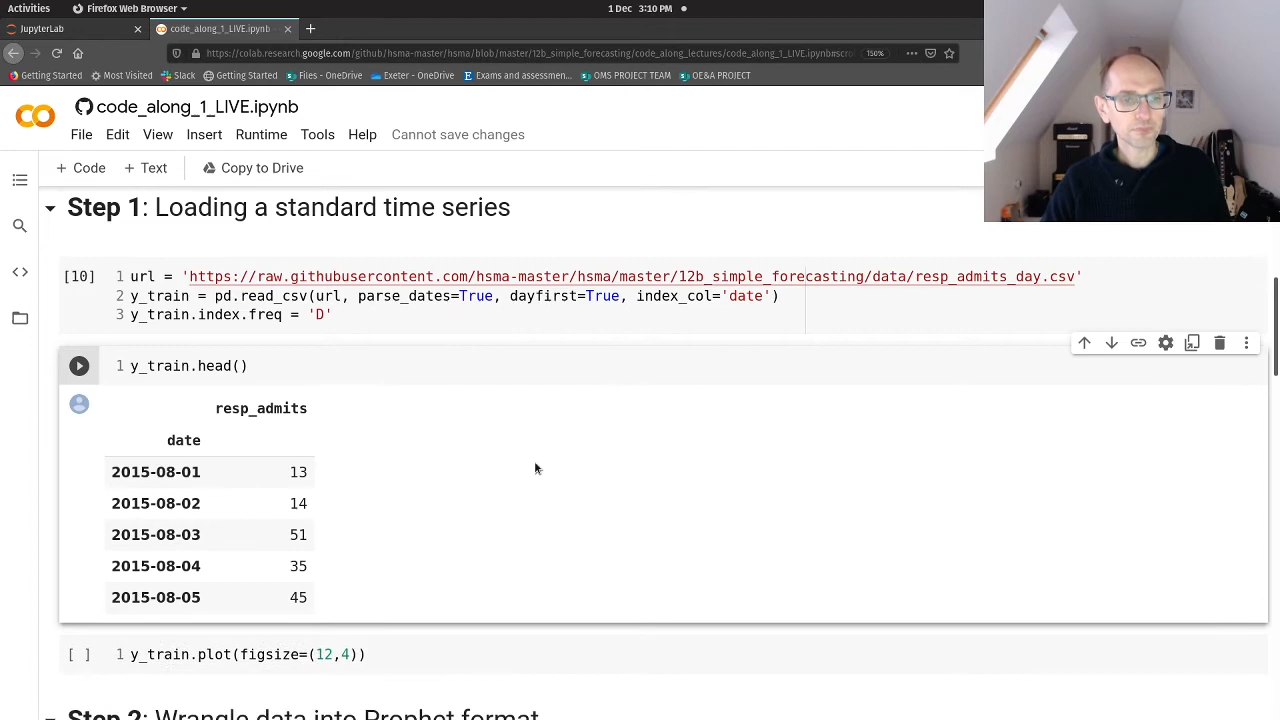 Activities
Firefox Web Browser
1 Dec 3:10 PM
JupyterLab
code_along_1_LIVE.ipynb
https://colab.research.google.com/github/hsma-master/hsma/blob/master/12b_simple_forecasting/code_along_lectures/code_along_1_LIVE.ipynb#scro
150%
Getting Started
Most Visited
Slack
Getting Started
Files - OneDrive
Exeter - OneDrive
Exams and assessmen...
OMS PROJECT TEAM
OE&A PROJECT
code_along_1_LIVE.ipynb
File Edit View Insert Runtime Tools Help Cannot save changes
+ Code + Text Copy to Drive
Step 1: Loading a standard time series
[10] 1 url = 'https://raw.githubusercontent.com/hsma-master/hsma/master/12b_simple_forecasting/data/resp_admits_day.csv'
2 y_train = pd.read_csv(url, parse_dates=True, dayfirst=True, index_col='date')
3 y_train.index.freq = 'D'
1 y_train.head()
resp_admits
date
2015-08-01 13
2015-08-02 14
2015-08-03 51
2015-08-04 35
2015-08-05 45
[ ] 1 y_train.plot(figsize=(12,4))
Step 2: Wrangle data into Prophet format